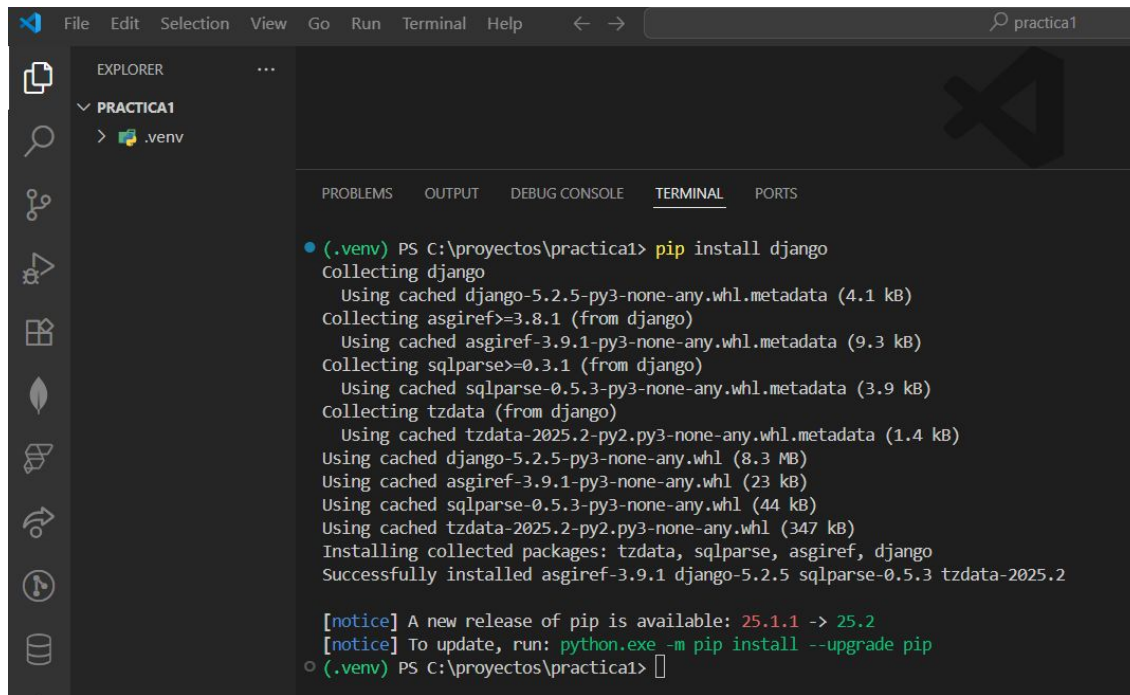 File Edit Selection View Go Run Terminal Help ← → practica1
EXPLORER ...
PRACTICA1
.venv
PROBLEMS OUTPUT DEBUG CONSOLE TERMINAL PORTS
(.venv) PS C:\proyectos\practica1> pip install django
Collecting django
Using cached django-5.2.5-py3-none-any.whl.metadata (4.1 kB)
Collecting asgiref>=3.8.1 (from django)
Using cached asgiref-3.9.1-py3-none-any.whl.metadata (9.3 kB)
Collecting sqlparse>=0.3.1 (from django)
Using cached sqlparse-0.5.3-py3-none-any.whl.metadata (3.9 kB)
Collecting tzdata (from django)
Using cached tzdata-2025.2-py2.py3-none-any.whl.metadata (1.4 kB)
Using cached django-5.2.5-py3-none-any.whl (8.3 MB)
Using cached asgiref-3.9.1-py3-none-any.whl (23 kB)
Using cached sqlparse-0.5.3-py3-none-any.whl (44 kB)
Using cached tzdata-2025.2-py2.py3-none-any.whl (347 kB)
Installing collected packages: tzdata, sqlparse, asgiref, django
Successfully installed asgiref-3.9.1 django-5.2.5 sqlparse-0.5.3 tzdata-2025.2
[notice] A new release of pip is available: 25.1.1 -> 25.2
[notice] To update, run: python.exe -m pip install --upgrade pip
(.venv) PS C:\proyectos\practica1>